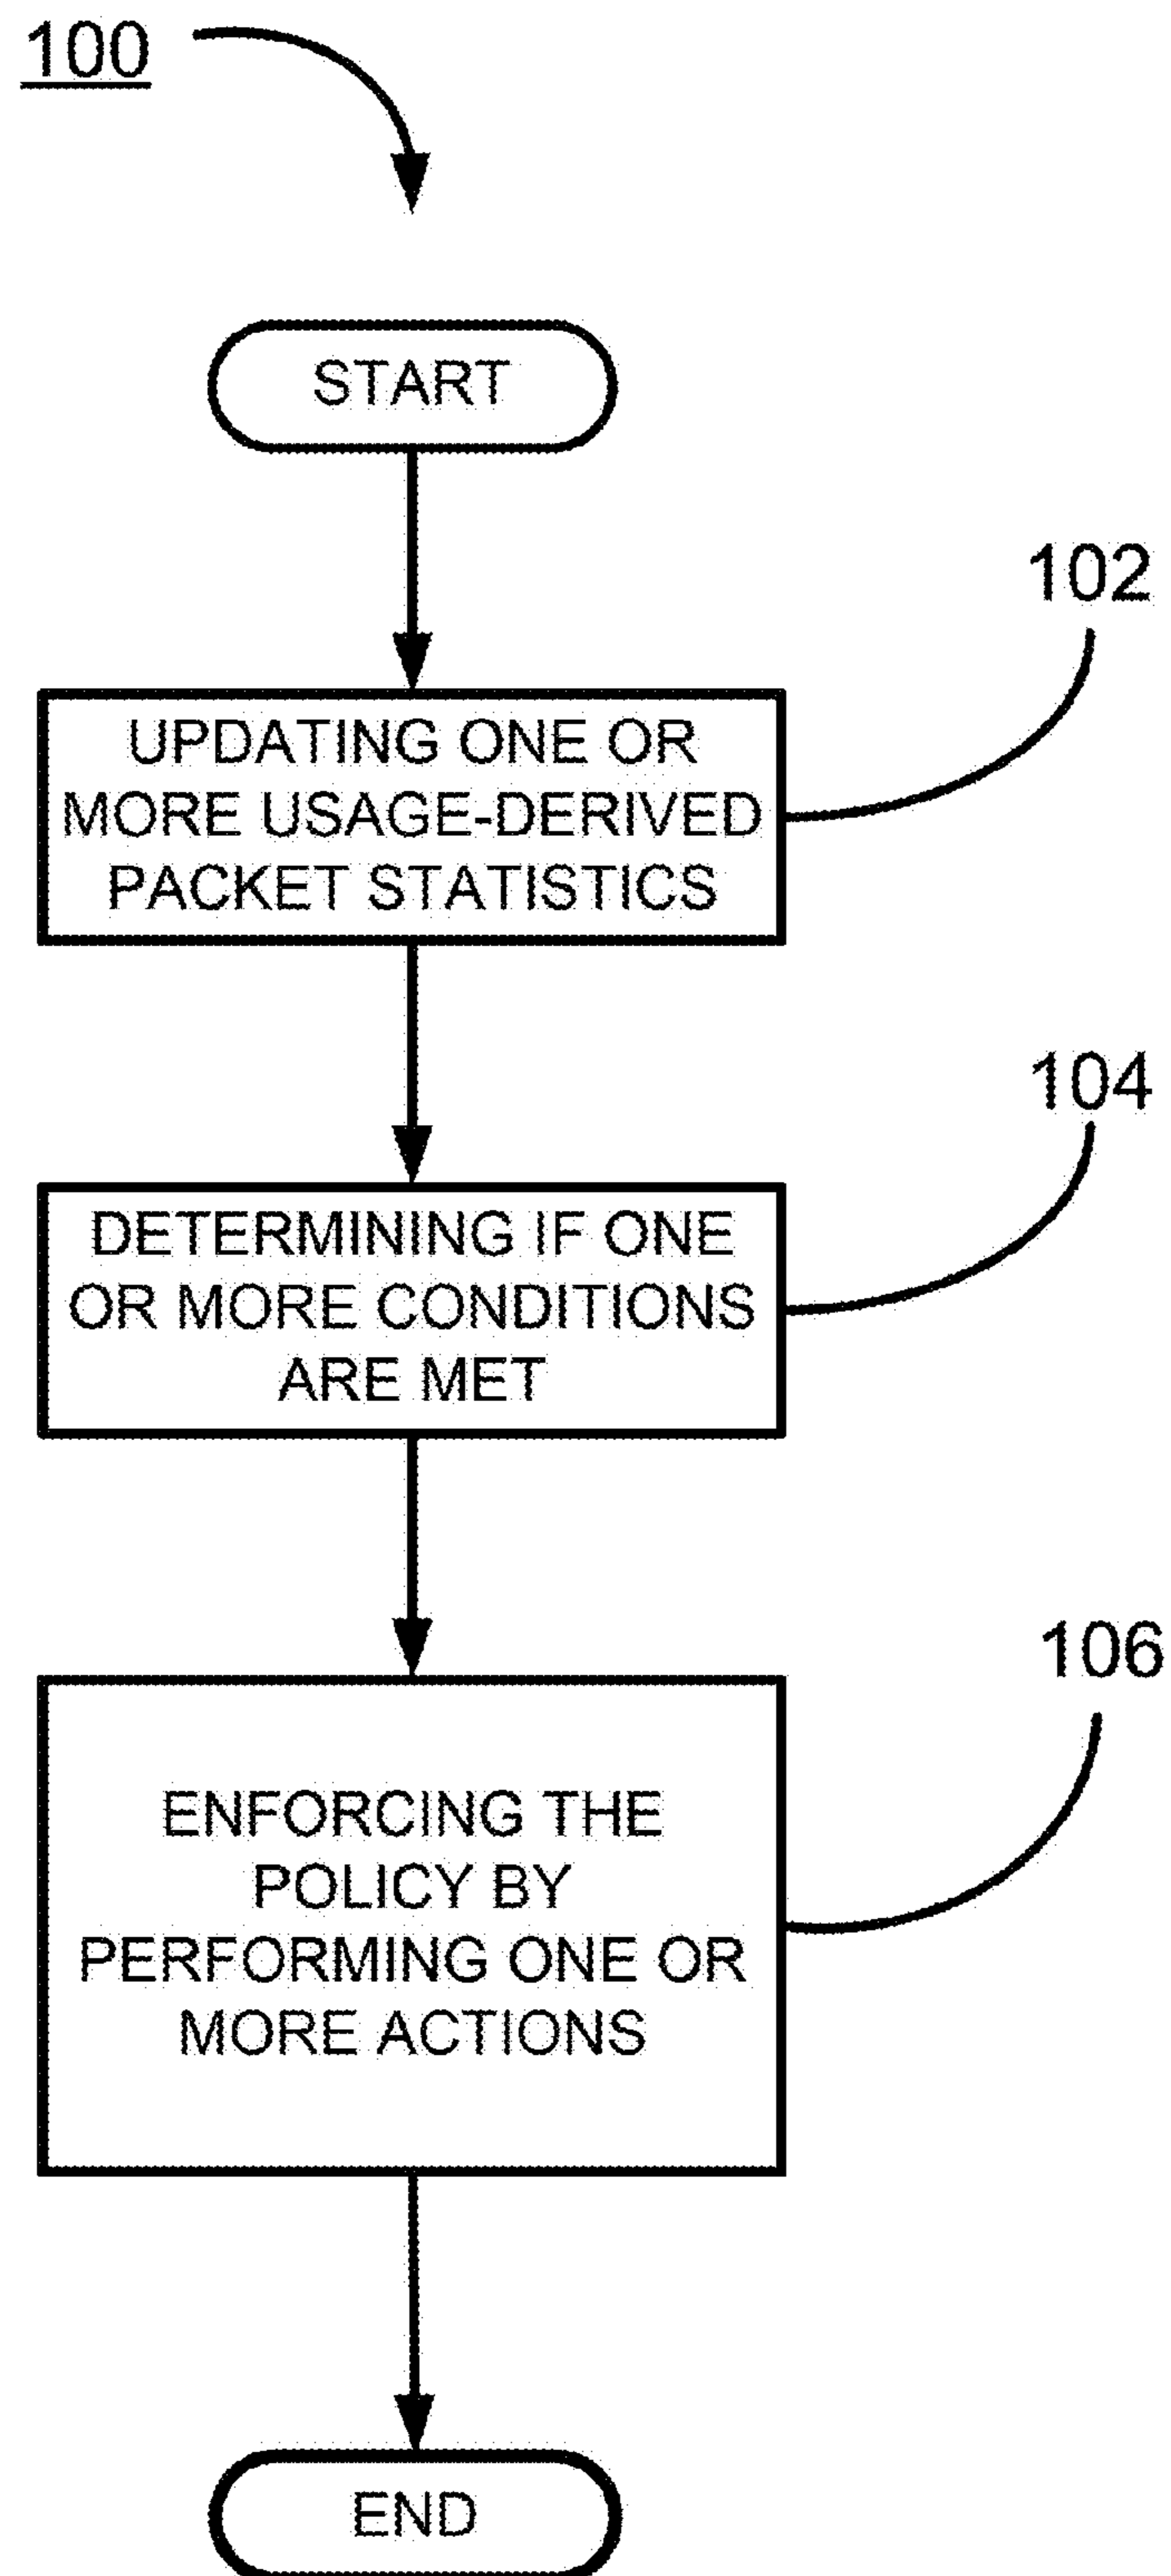 100
START
102
UPDATING ONE OR
MORE USAGE-DERIVED
PACKET STATISTICS
104
DETERMINING IF ONE
OR MORE CONDITIONS
ARE MET
106
ENFORCING THE
POLICY BY
PERFORMING ONE OR
MORE ACTIONS
END